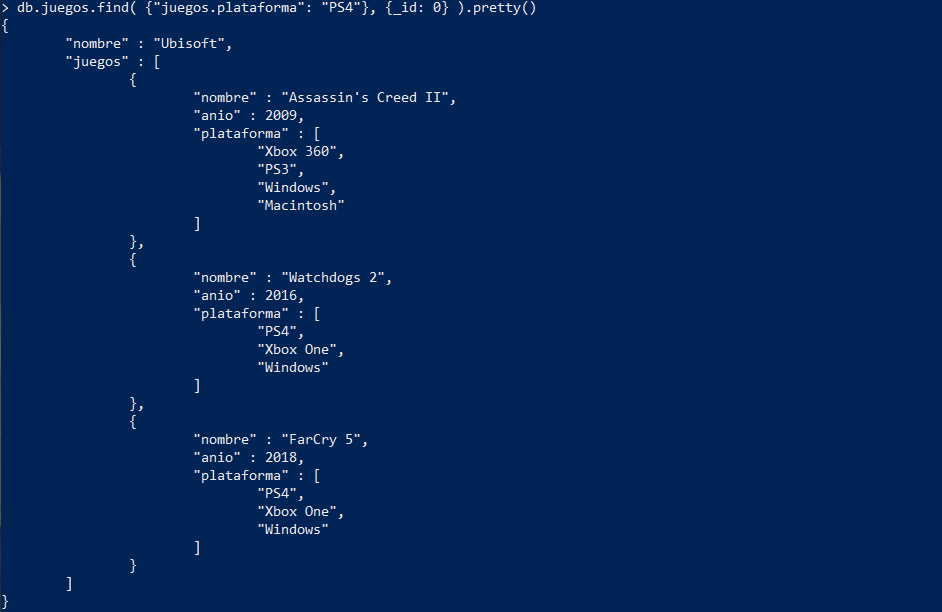 > db.juegos.find( {"juegos.plataforma": "PS4"}, {_id: 0} ).pretty()
{
        "nombre" : "Ubisoft",
        "juegos" : [
                {
                        "nombre" : "Assassin's Creed II",
                        "anio" : 2009,
                        "plataforma" : [
                                "Xbox 360",
                                "PS3",
                                "Windows",
                                "Macintosh"
                        ]
                },
                {
                        "nombre" : "Watchdogs 2",
                        "anio" : 2016,
                        "plataforma" : [
                                "PS4",
                                "Xbox One",
                                "Windows"
                        ]
                },
                {
                        "nombre" : "FarCry 5",
                        "anio" : 2018,
                        "plataforma" : [
                                "PS4",
                                "Xbox One",
                                "Windows"
                        ]
                }
        ]
}